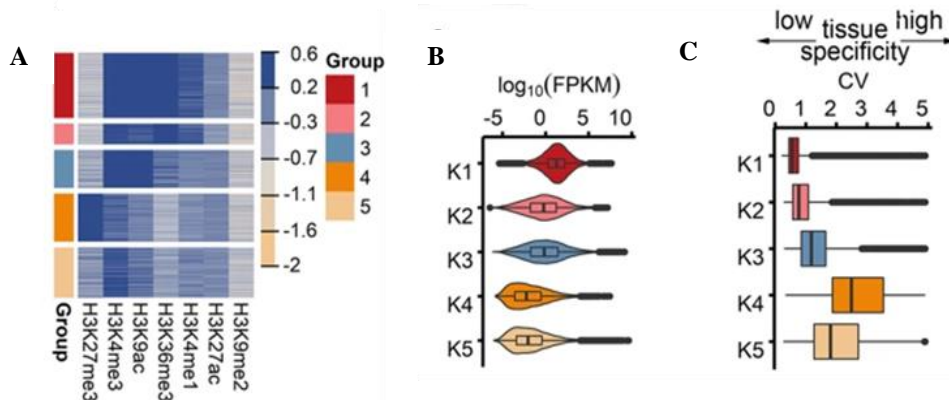 A
0.6
0.2
-0.3
-0.7
-1.1
-1.6
-2
Group
1
2
3
4
5
Group
H3K27me3
H3K4me3
H3K9ac
H3K36me3
H3K4me1
H3K27ac
H3K9me2
B
log10(FPKM)
-5 0 5 10
K1
K2
K3
K4
K5
C
low tissue high
specificity
CV
0 1 2 3 4 5
K1
K2
K3
K4
K5